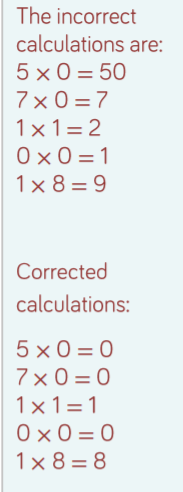 The incorrect
calculations are:
5 × 0 = 50
7 × 0 = 7
1 × 1 = 2
0 × 0 = 1
1 × 8 = 9
Corrected
calculations:
5 × 0 = 0
7 × 0 = 0
1 × 1 = 1
0 × 0 = 0
1 × 8 = 8